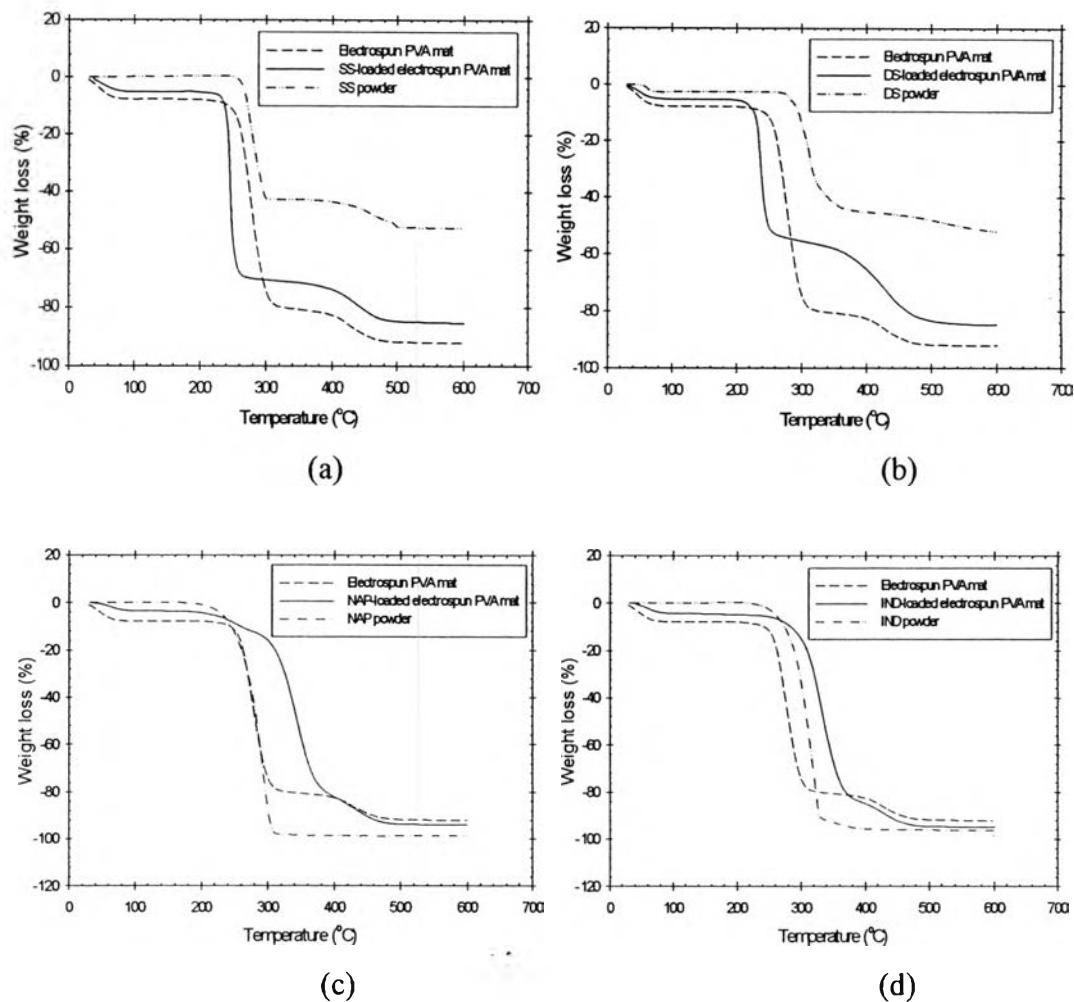 20
0
-20
-40
-60
-80
-100
Weight loss (%)
Electrospun PVA mat
SS-loaded electrospun PVA mat
SS powder
0 100 200 300 400 500 600 700
Temperature (°C)
(a)
20
0
-20
-40
-60
-80
-100
Weight loss (%)
Electrospun PVA mat
DS-loaded electrospun PVA mat
DS powder
0 100 200 300 400 500 600 700
Temperature (°C)
(b)
20
0
-20
-40
-60
-80
-100
-120
Weight loss (%)
Electrospun PVA mat
NAP-loaded electrospun PVA mat
NAP powder
0 100 200 300 400 500 600 700
Temperature (°C)
(c)
20
0
-20
-40
-60
-80
-100
-120
Weight loss (%)
Electrospun PVA mat
IND-loaded electrospun PVA mat
IND powder
0 100 200 300 400 500 600 700
Temperature (°C)
(d)